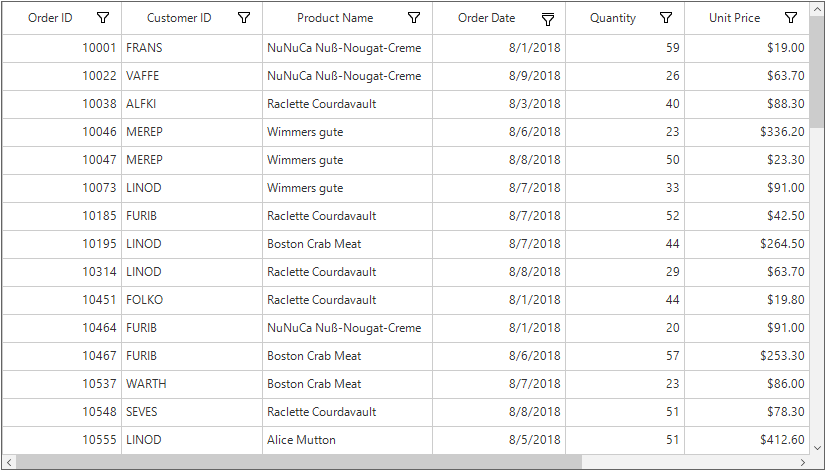 Order ID Customer ID Product Name Order Date Quantity Unit Price
10001 FRANS NuNuCa Nuß-Nougat-Creme 8/1/2018 59 $19.00
10022 VAFFE NuNuCa Nuß-Nougat-Creme 8/9/2018 26 $63.70
10038 ALFKI Raclette Courdavault 8/3/2018 40 $88.30
10046 MEREP Wimmers gute 8/6/2018 23 $336.20
10047 MEREP Wimmers gute 8/8/2018 50 $23.30
10073 LINOD Wimmers gute 8/7/2018 33 $91.00
10185 FURIB Raclette Courdavault 8/7/2018 52 $42.50
10195 LINOD Boston Crab Meat 8/7/2018 44 $264.50
10314 LINOD Raclette Courdavault 8/8/2018 29 $63.70
10451 FOLKO Raclette Courdavault 8/1/2018 44 $19.80
10464 FURIB NuNuCa Nuß-Nougat-Creme 8/1/2018 20 $91.00
10467 FURIB Boston Crab Meat 8/6/2018 57 $253.30
10537 WARTH Boston Crab Meat 8/7/2018 23 $86.00
10548 SEVES Raclette Courdavault 8/8/2018 51 $78.30
10555 LINOD Alice Mutton 8/5/2018 51 $412.60